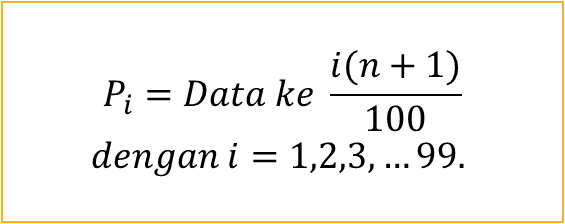 P_i = Data ke i(n + 1)/100
dengan i = 1,2,3, ... 99.